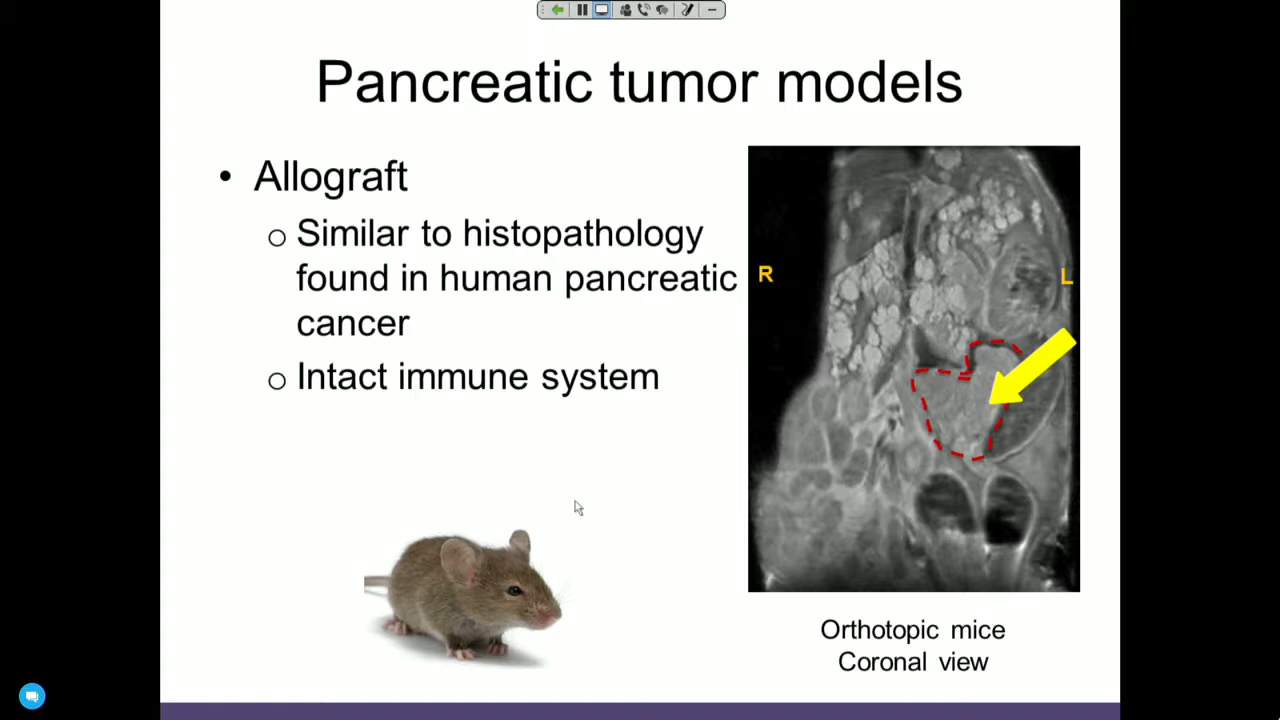 Pancreatic tumor models
• Allograft
o Similar to histopathology
found in human pancreatic
cancer
o Intact immune system
R
L
Orthotopic mice
Coronal view